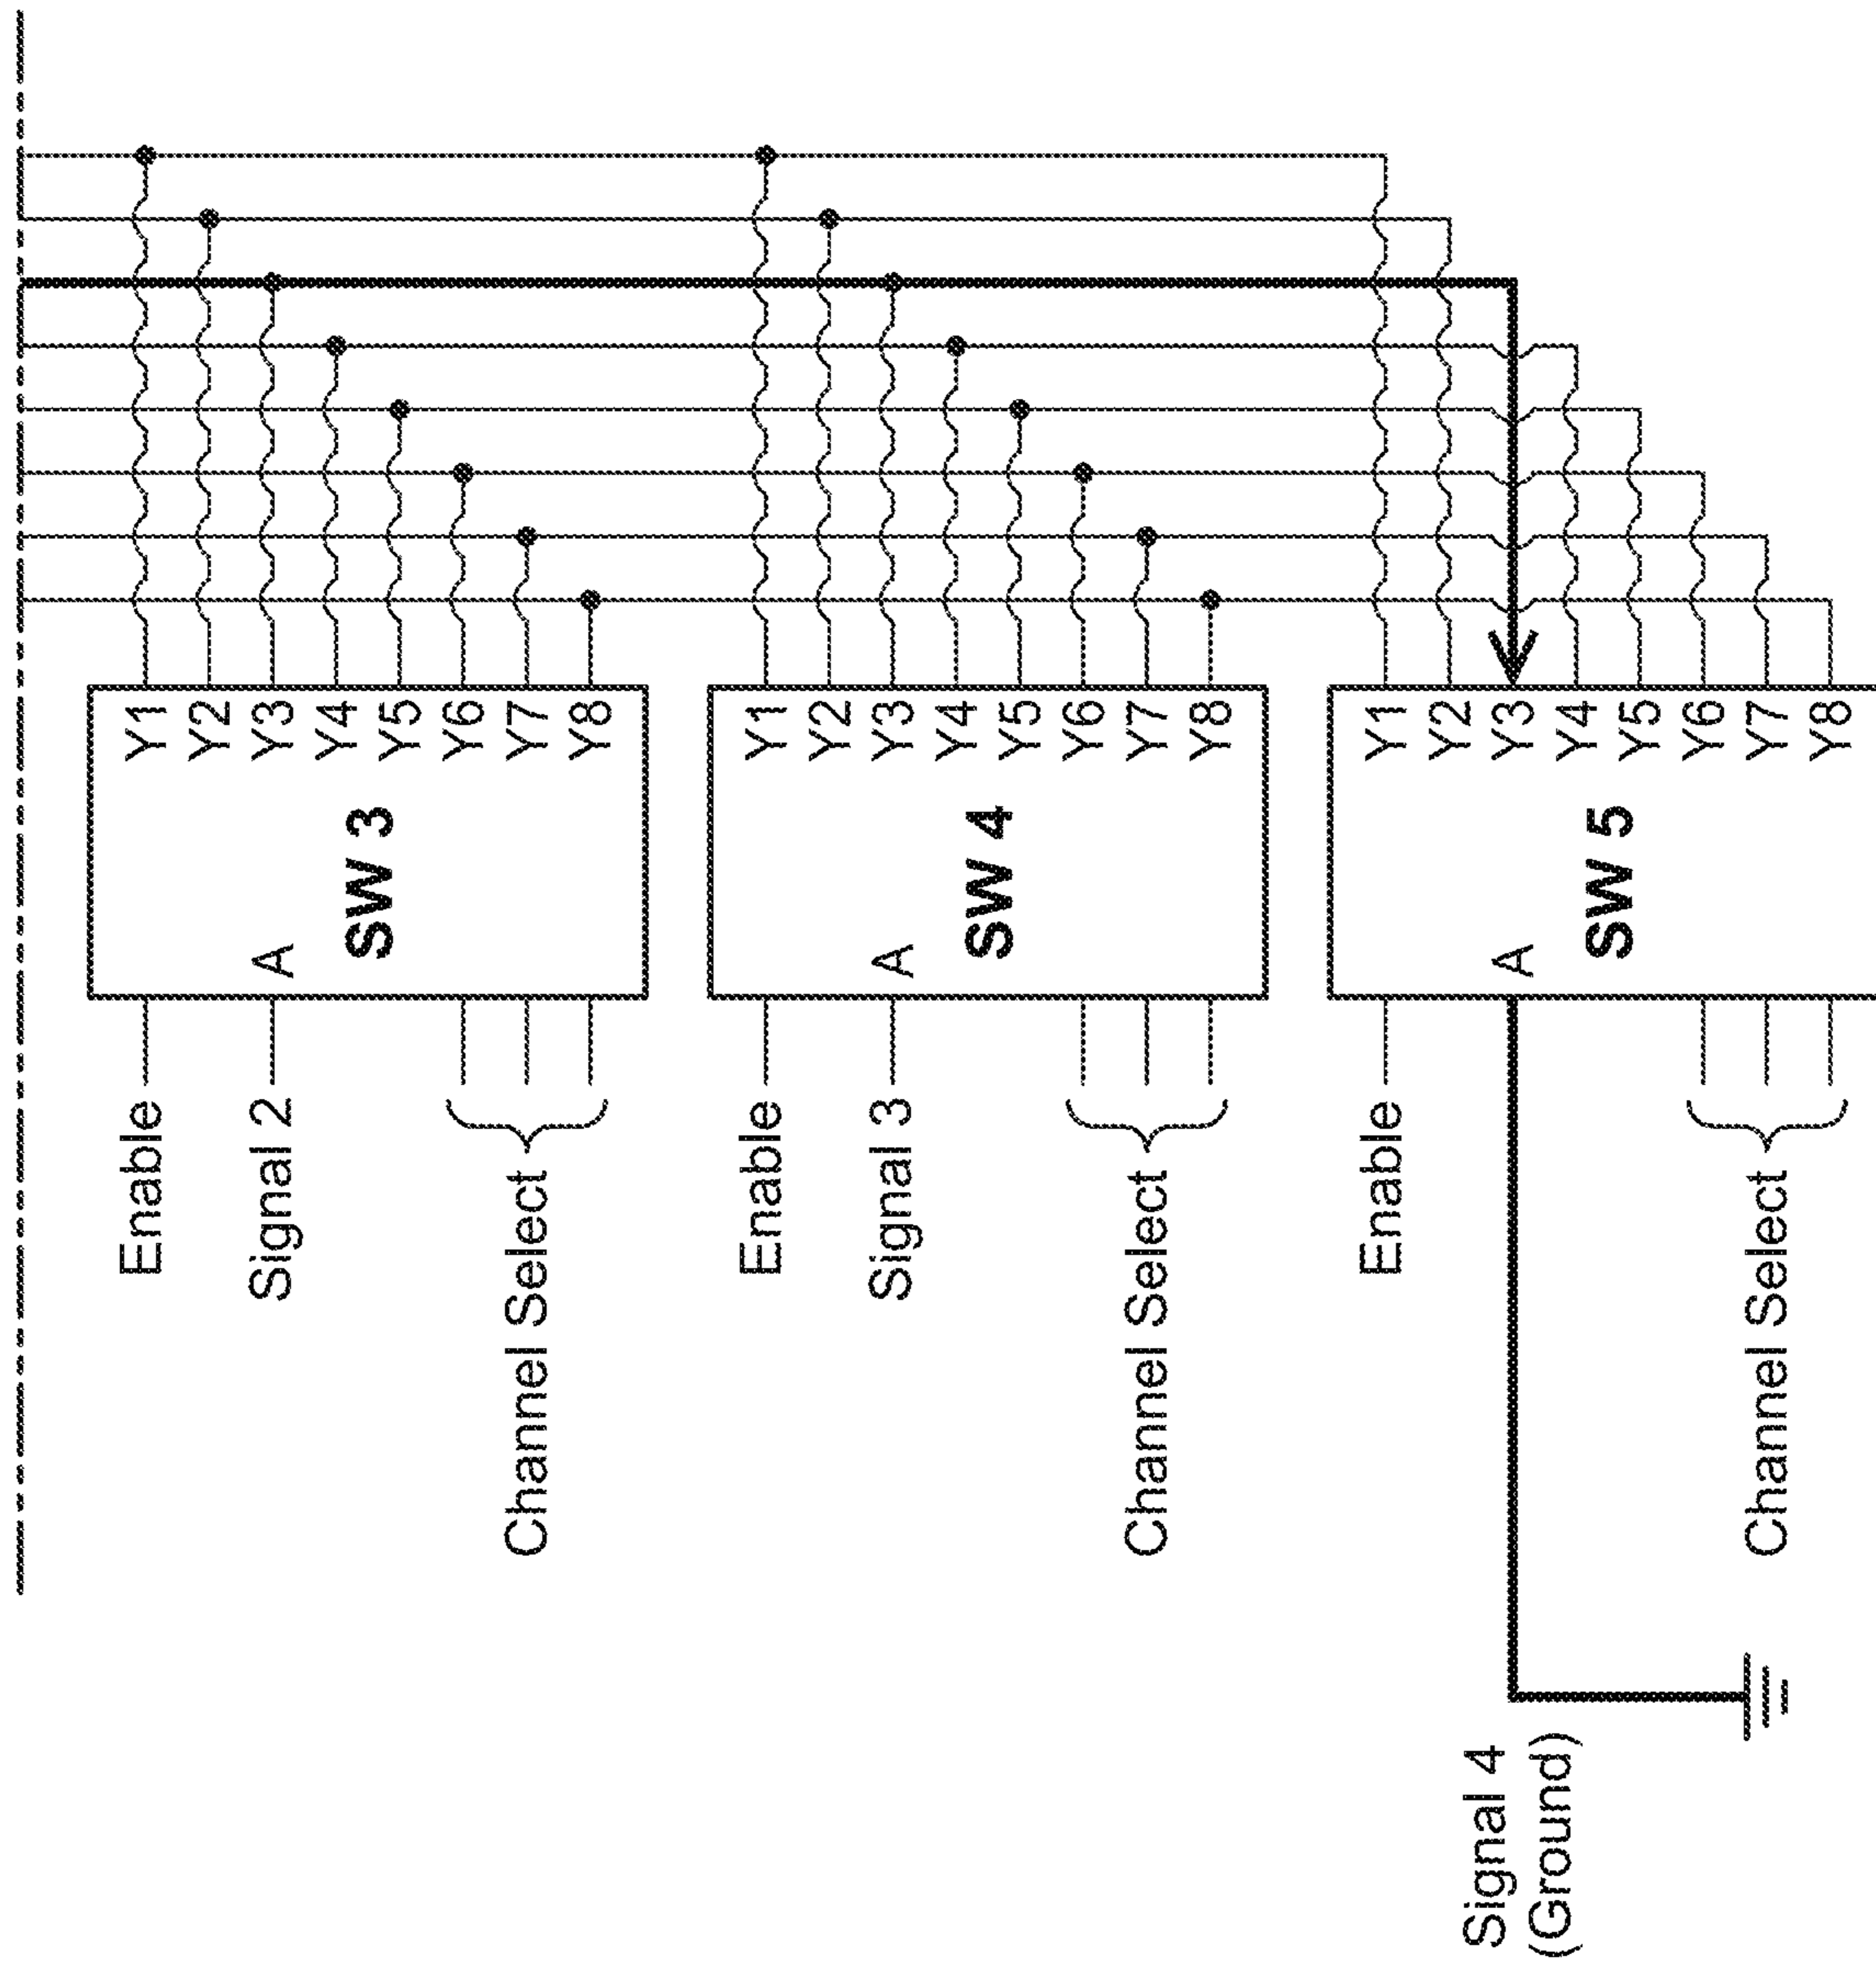 Enable
Signal 2
Channel Select
A
SW 3
Y1
Y2
Y3
Y4
Y5
Y6
Y7
Y8
Enable
Signal 3
Channel Select
A
SW 4
Y1
Y2
Y3
Y4
Y5
Y6
Y7
Y8
Signal 4
(Ground)
Enable
Channel Select
A
SW 5
Y1
Y2
Y3
Y4
Y5
Y6
Y7
Y8